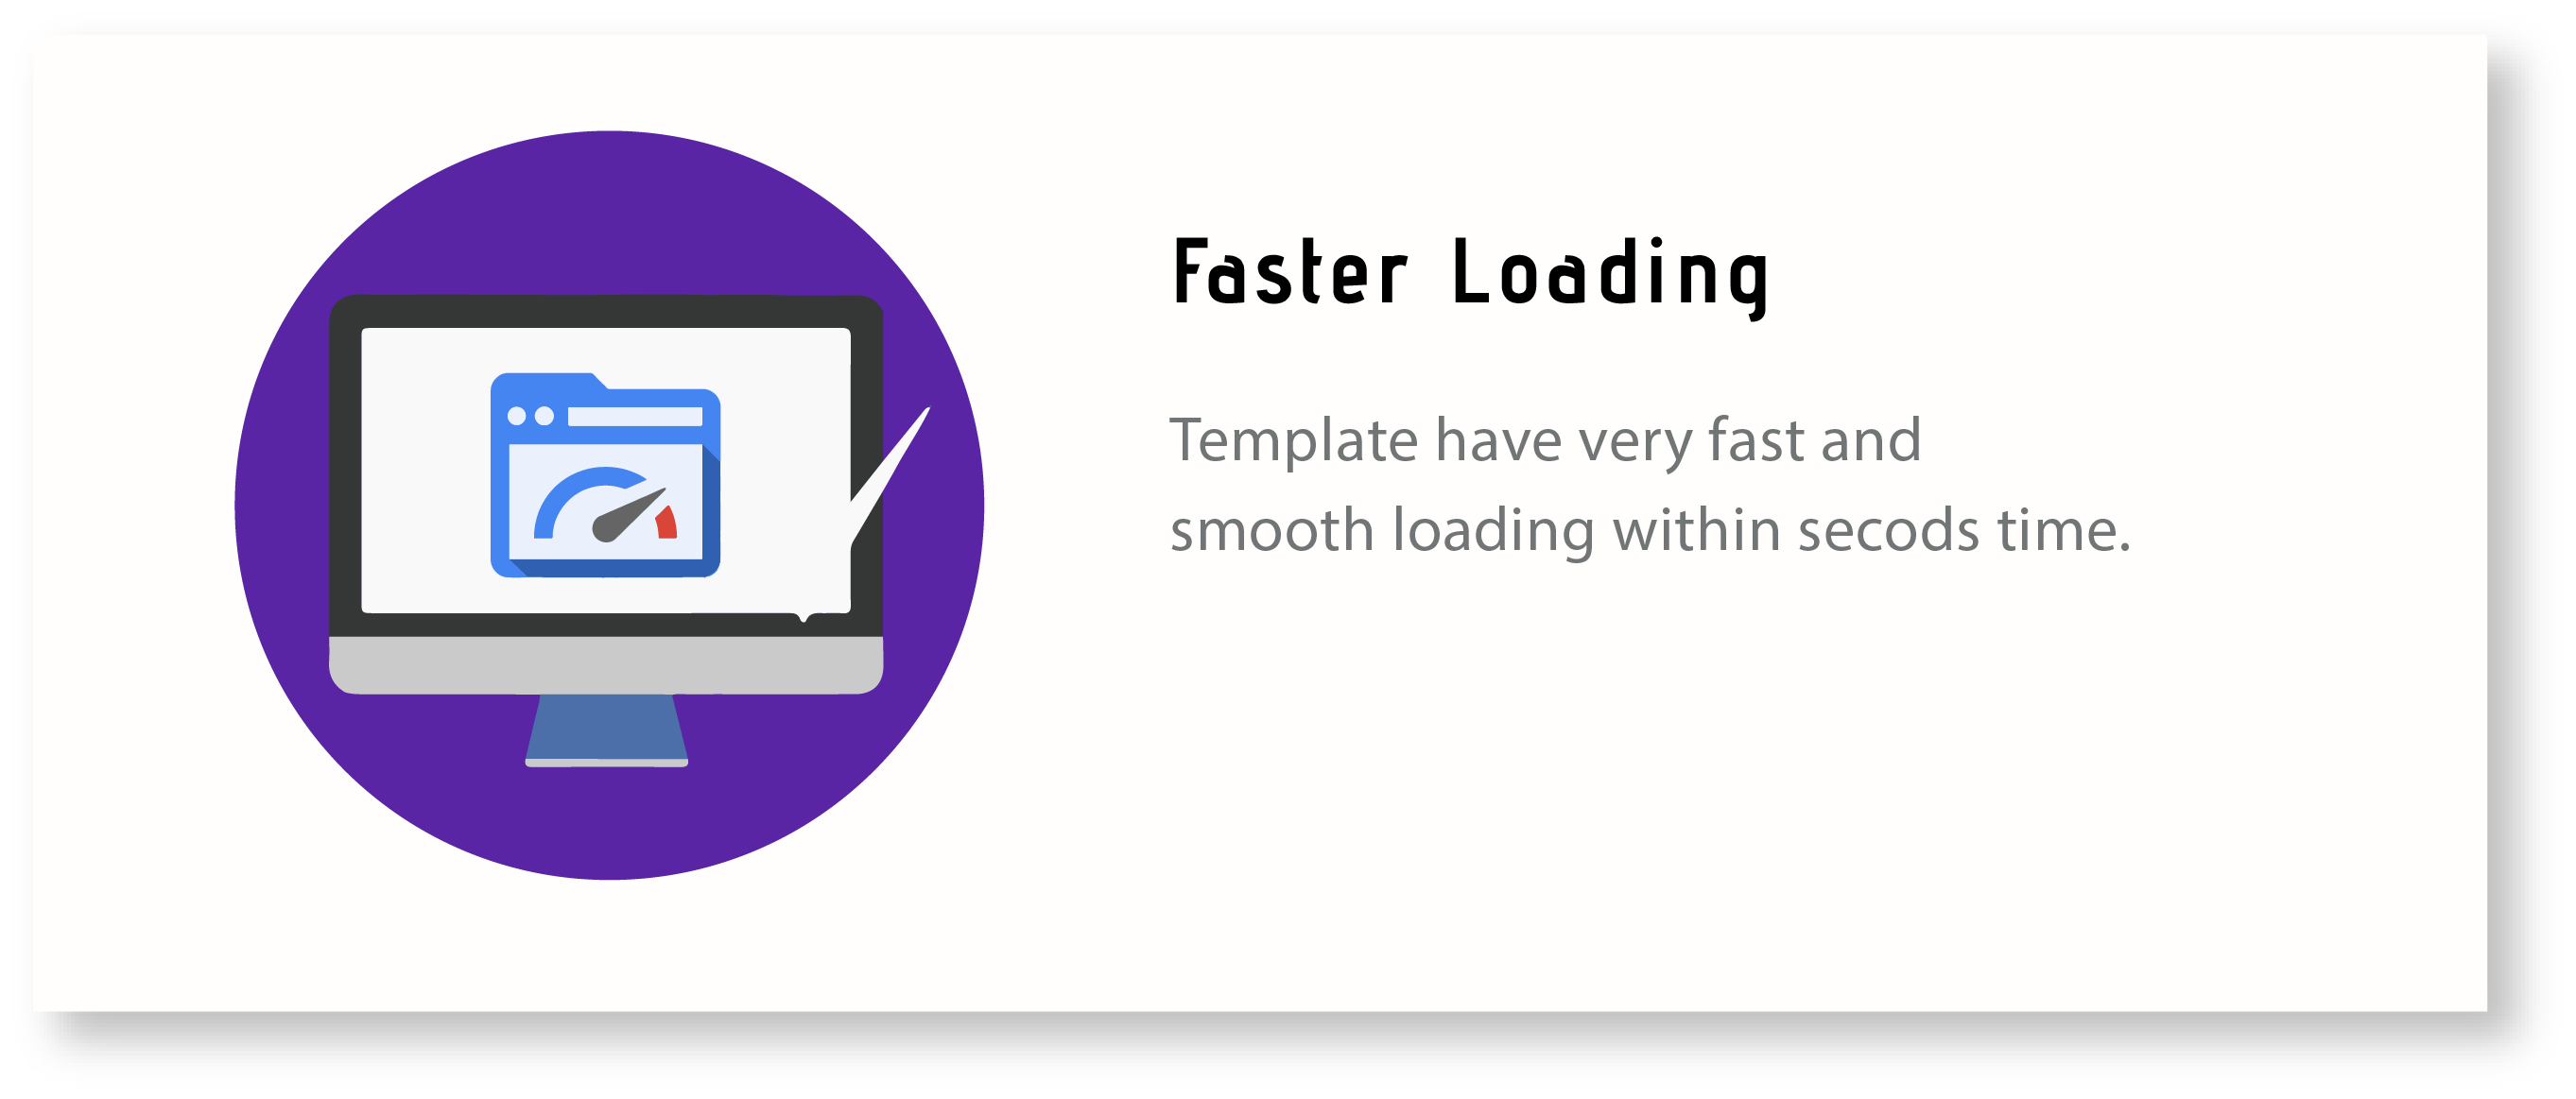 Faster Loading
Template have very fast and
smooth loading within secods time.